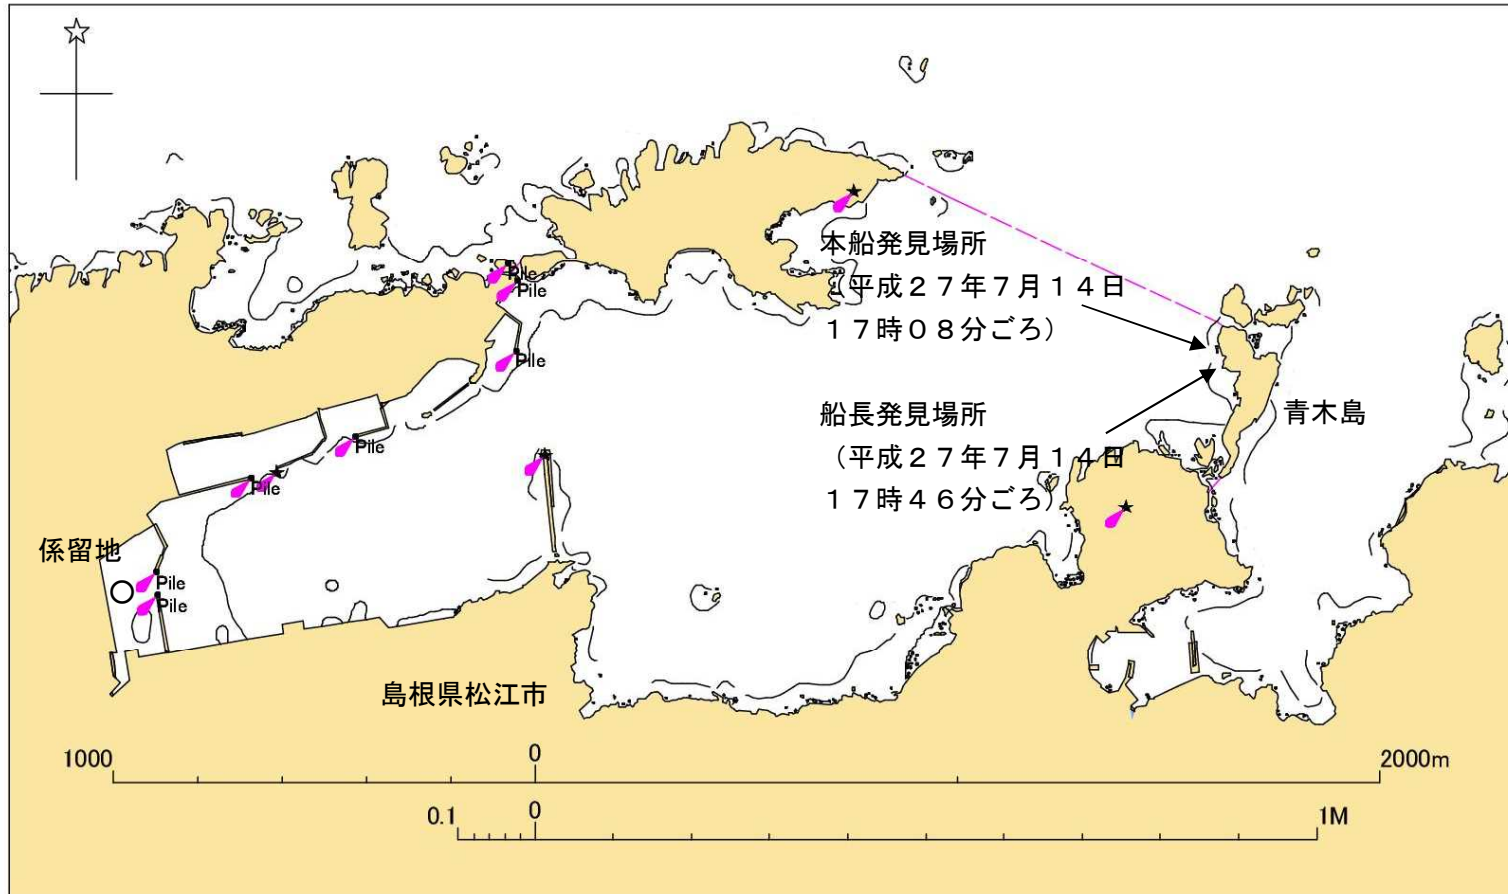 本船発見場所
（平成２７年７月１４日
１７時０８分ごろ）
Pile
Pile
Pile
船長発見場所
（平成２７年７月１４日
１７時４６分ごろ）
青木島
Pile
Pile
係留地
Pile
Pile
島根県松江市
1000 0 2000m
0.1 0 1M